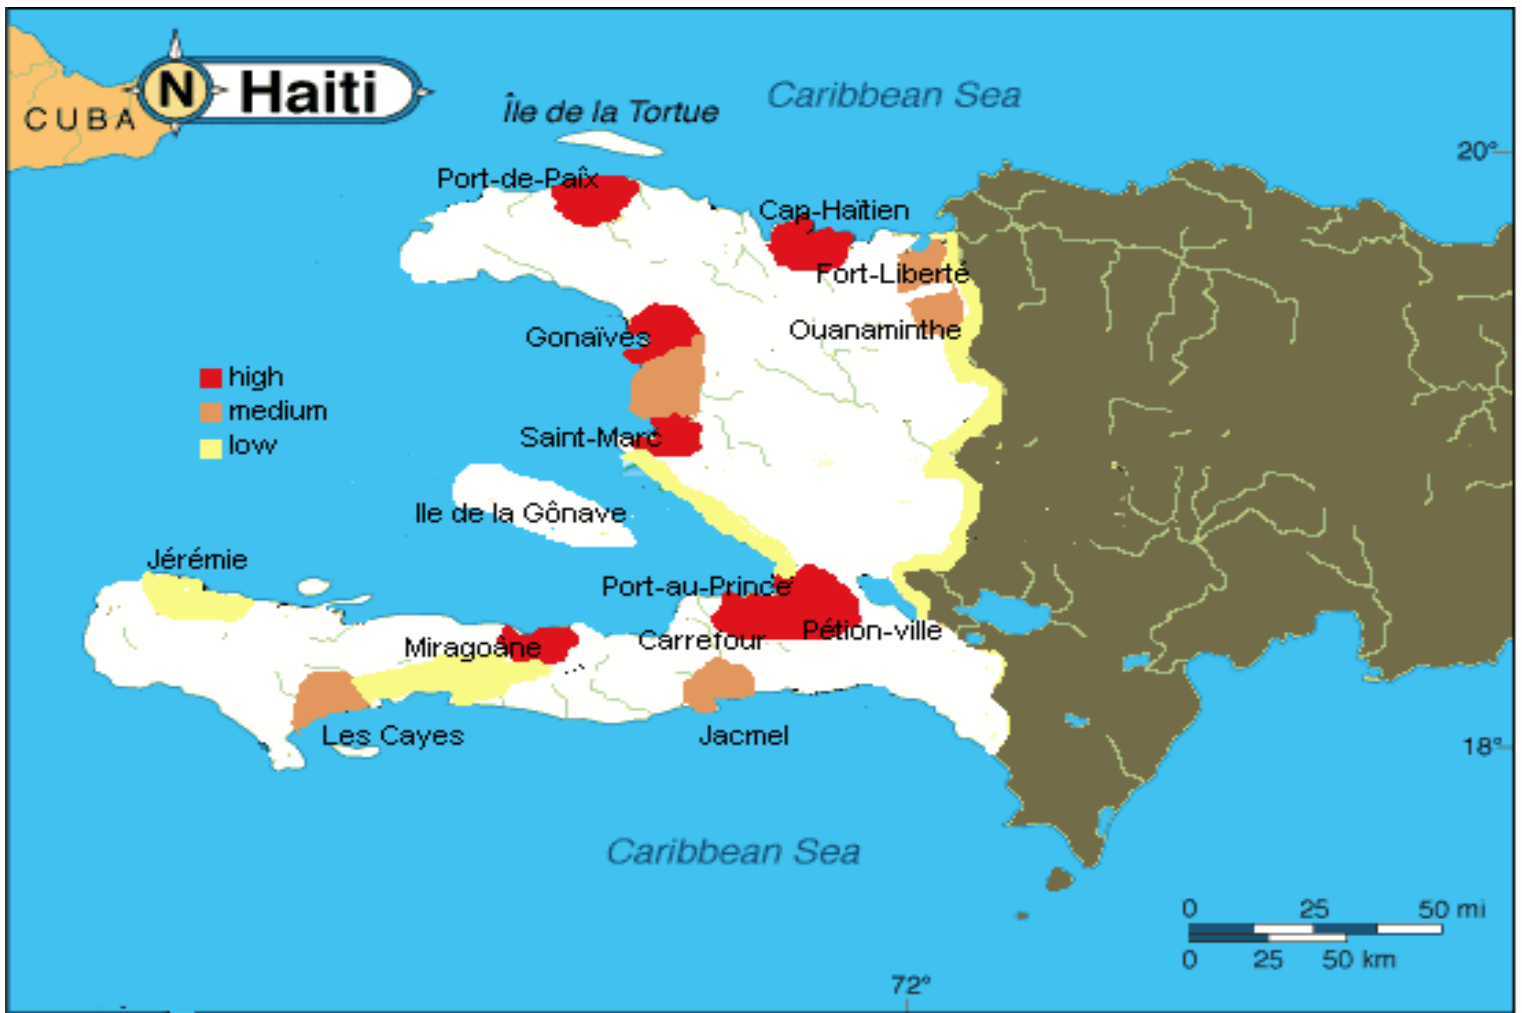 N Haiti
CUBA
Île de la Tortue
Caribbean Sea
20°
Port-de-Paîx
Cap-Haïtien
Fort-Liberté
Ouanaminthe
Gonaïves
high
medium
low
Saint-Marc
Ile de la Gônave
Jérémie
Port-au-Prince
Pétion-ville
Carrefour
Miragoâne
Les Cayes
Jacmel
18°
Caribbean Sea
0 25 50 mi
0 25 50 km
72°